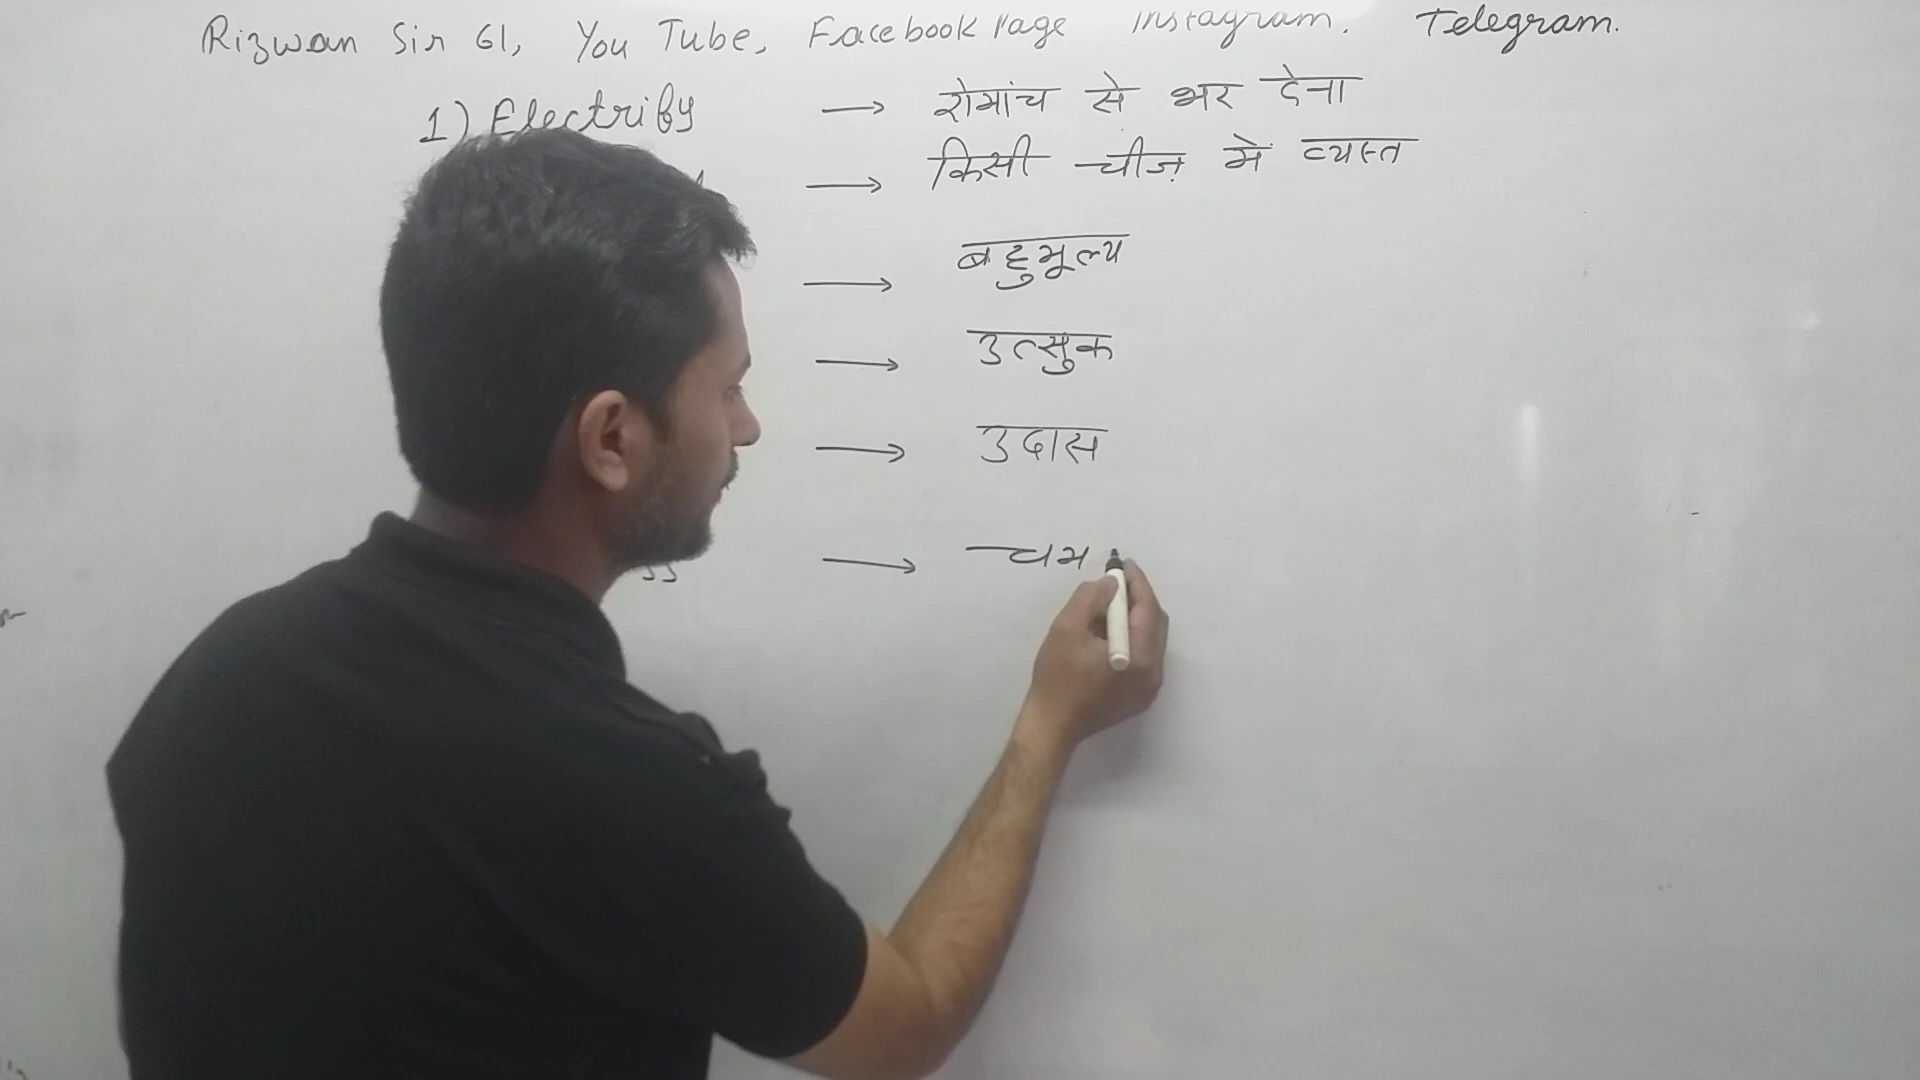 Rizwan Sir 61, You Tube, Facebook Page Instagram. Telegram.
1) Electrify → रोमांच से भर देना
→ किसी चीज़ में व्यस्त
→ बहुमूल्य
→ उत्सुक
→ उदास
→ चम